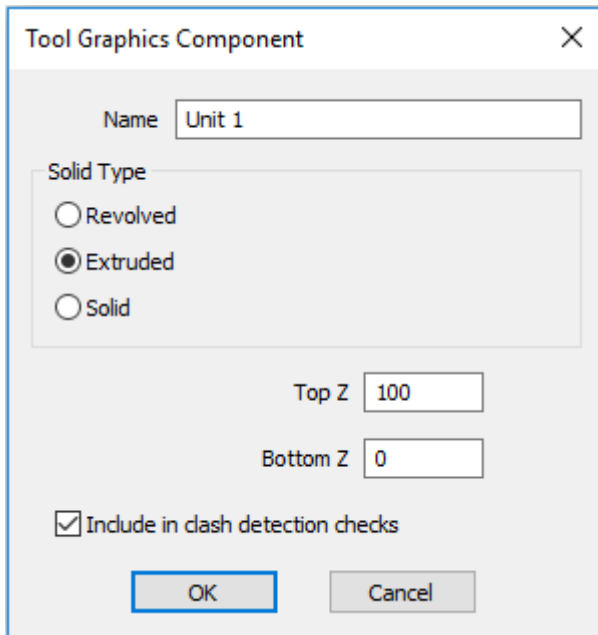 Tool Graphics Component
Name Unit 1
Solid Type
Revolved
Extruded
Solid
Top Z 100
Bottom Z 0
Include in clash detection checks
OK Cancel